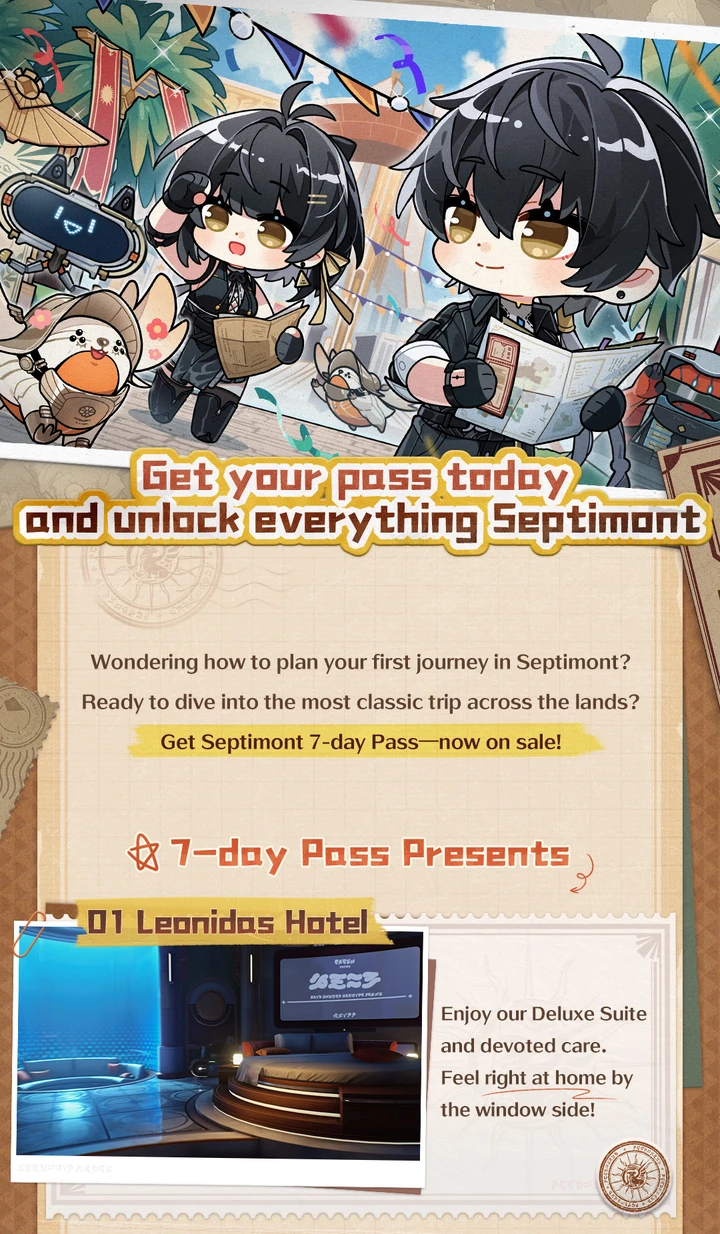 Get your pass today
and unlock everything Septimont
Wondering how to plan your first journey in Septimont?
Ready to dive into the most classic trip across the lands?
Get Septimont 7-day Pass—now on sale!
7-day Pass Presents
01 Leonidas Hotel
Enjoy our Deluxe Suite
and devoted care.
Feel right at home by
the window side!